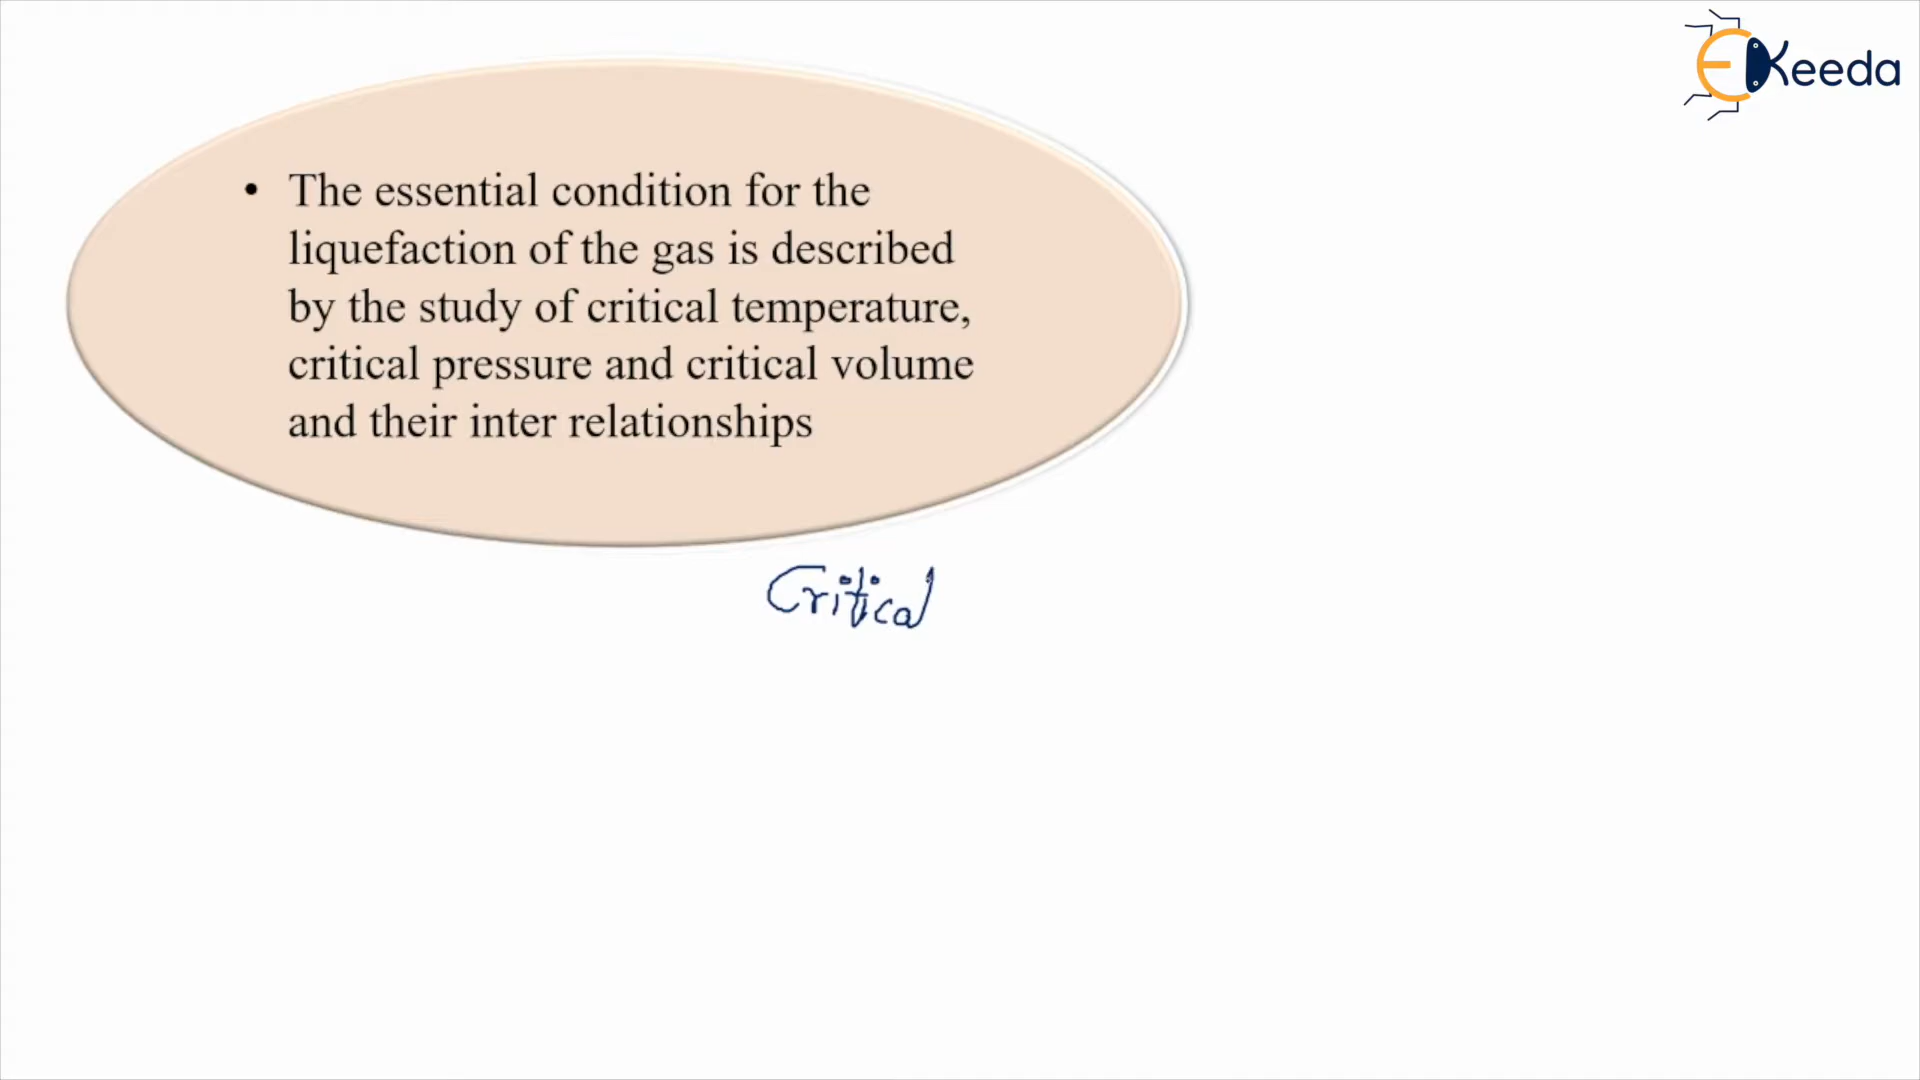 EKeeda
• The essential condition for the
liquefaction of the gas is described
by the study of critical temperature,
critical pressure and critical volume
and their inter relationships
Critical